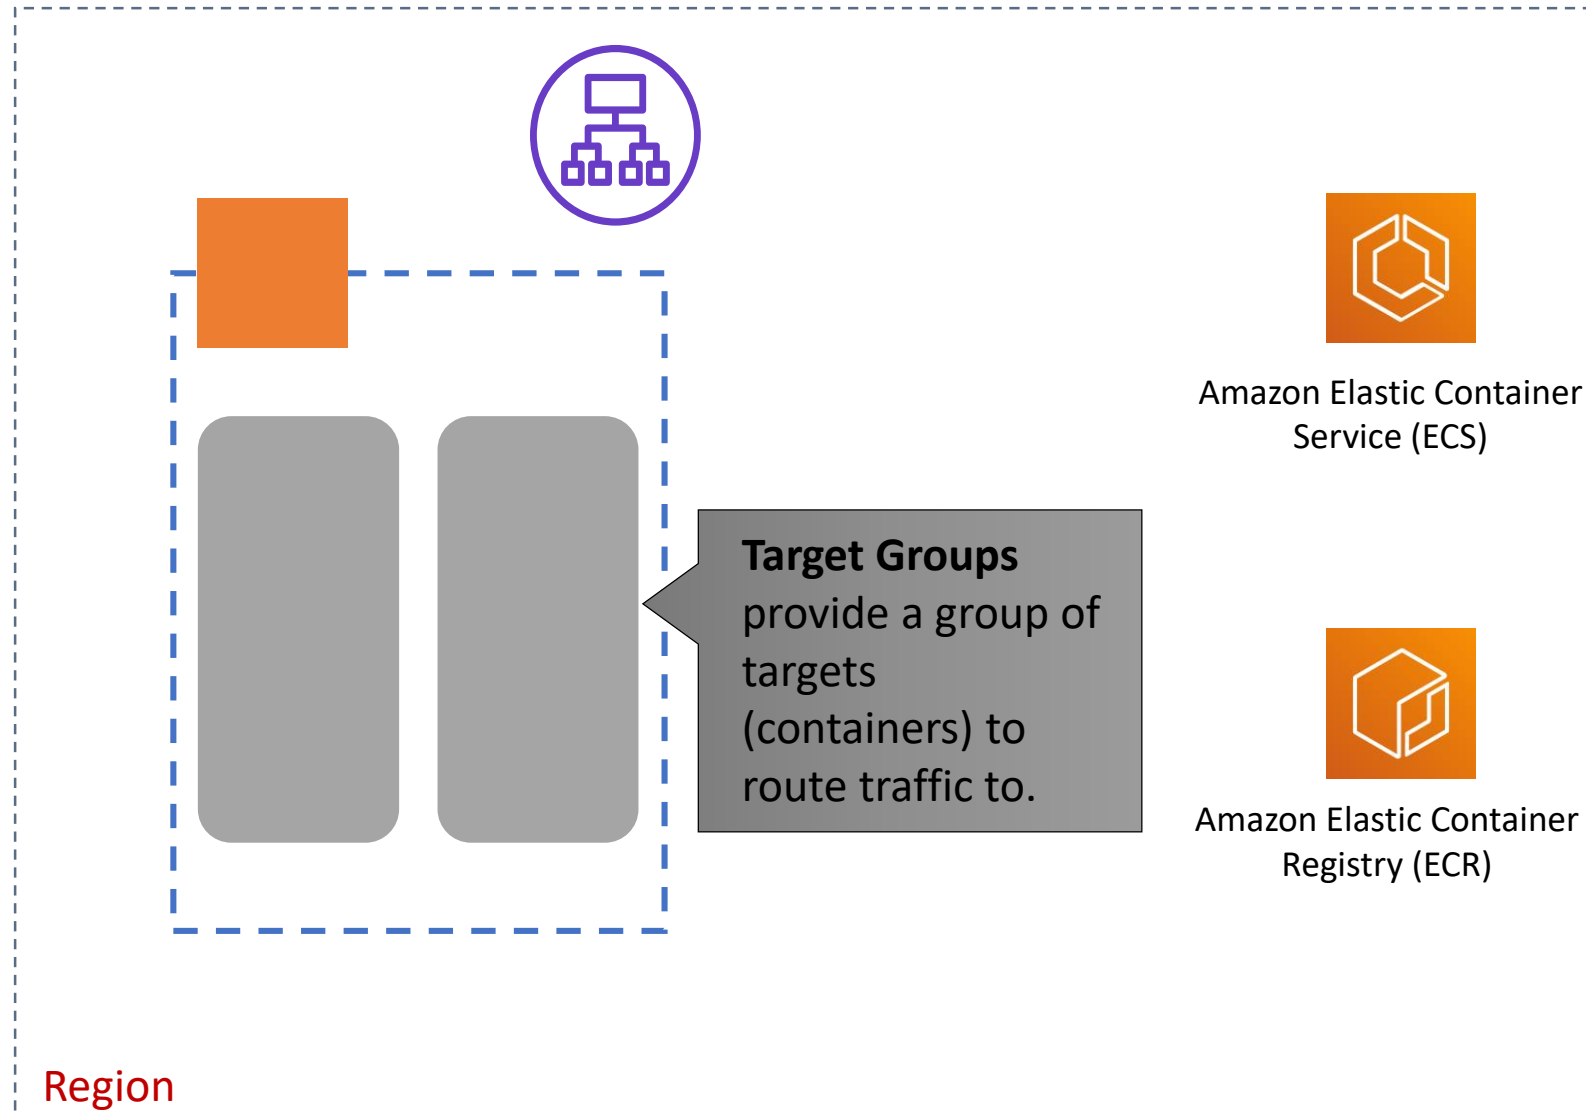 Amazon Elastic Container
Service (ECS)
Target Groups
provide a group of
targets
(containers) to
route traffic to.
Amazon Elastic Container
Registry (ECR)
Region